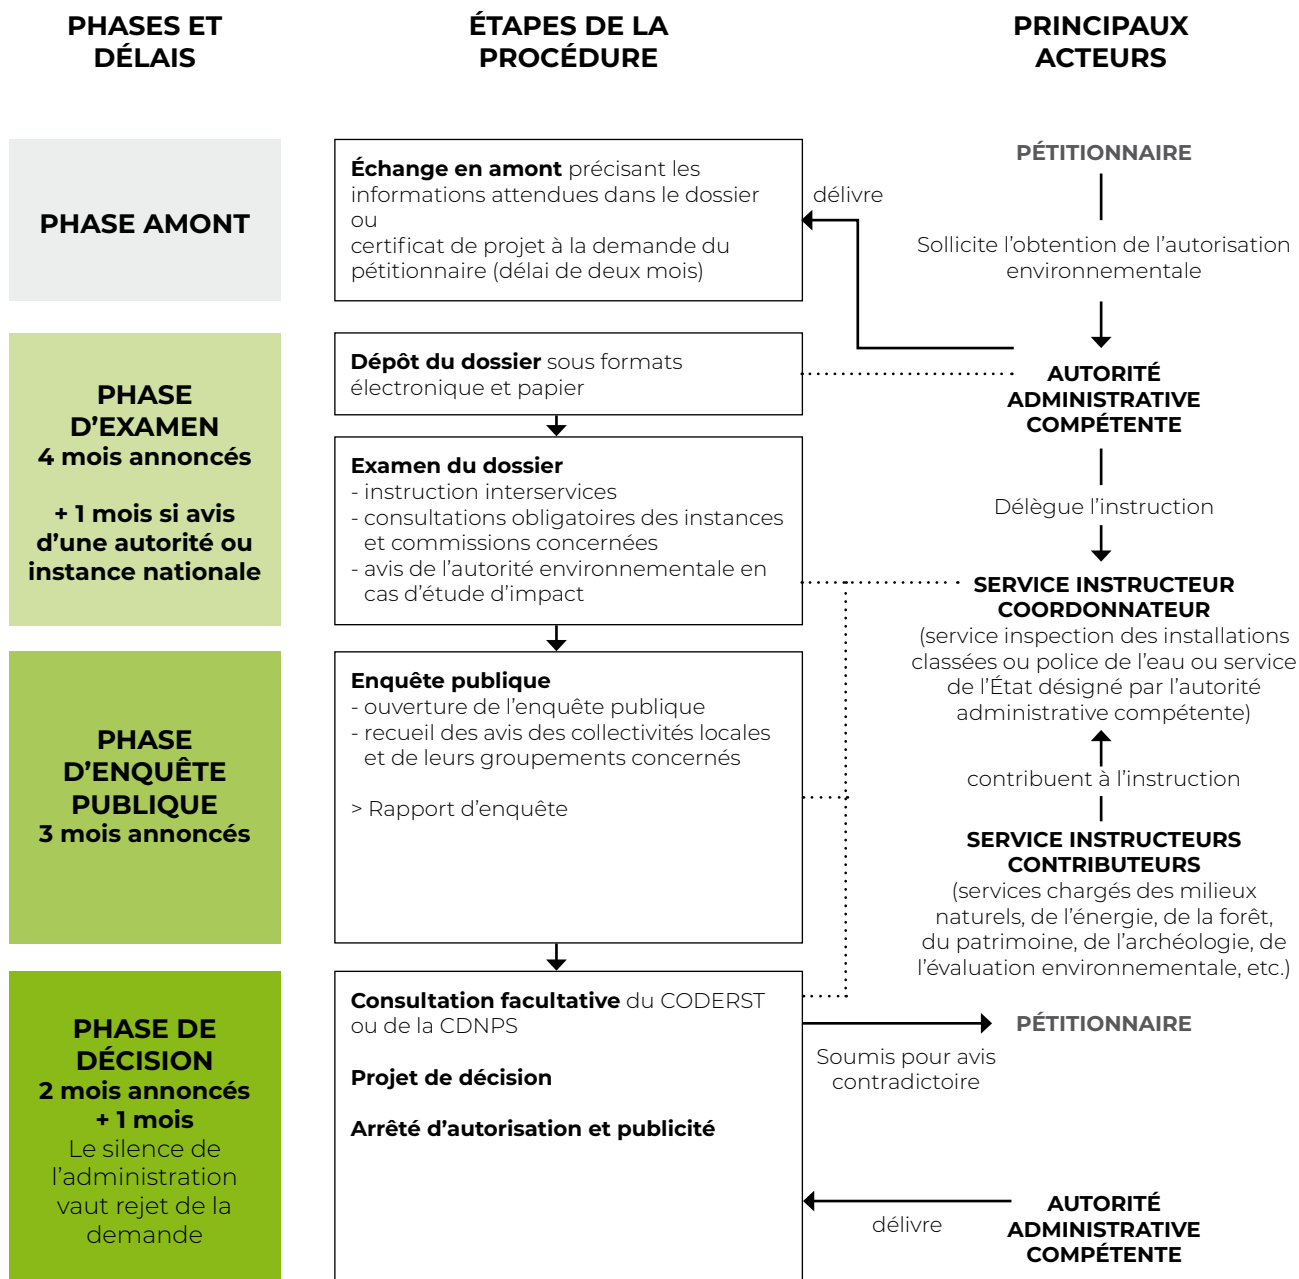 PHASES ET
DÉLAIS
ÉTAPES DE LA
PROCÉDURE
PRINCIPAUX
ACTEURS
PHASE AMONT
Échange en amont précisant les
informations attendues dans le dossier
ou
certificat de projet à la demande du
pétitionnaire (délai de deux mois)
délivre
PÉTITIONNAIRE
Sollicite l’obtention de l’autorisation
environnementale
PHASE
D’EXAMEN
4 mois annoncés
+ 1 mois si avis
d’une autorité ou
instance nationale
Dépôt du dossier sous formats
électronique et papier
Examen du dossier
- instruction interservices
- consultations obligatoires des instances
et commissions concernées
- avis de l’autorité environnementale en
cas d’étude d’impact
AUTORITÉ
ADMINISTRATIVE
COMPÉTENTE
Délègue l’instruction
SERVICE INSTRUCTEUR
COORDONNATEUR
(service inspection des installations
classées ou police de l’eau ou service
de l’État désigné par l’autorité
administrative compétente)
PHASE
D’ENQUÊTE
PUBLIQUE
3 mois annoncés
Enquête publique
- ouverture de l’enquête publique
- recueil des avis des collectivités locales
et de leurs groupements concernés
> Rapport d’enquête
contribuent à l’instruction
SERVICE INSTRUCTEURS
CONTRIBUTEURS
(services chargés des milieux
naturels, de l’énergie, de la forêt,
du patrimoine, de l’archéologie, de
l’évaluation environnementale, etc.)
PHASE DE
DÉCISION
2 mois annoncés
+ 1 mois
Le silence de
l’administration
vaut rejet de la
demande
Consultation facultative du CODERST
ou de la CDNPS
Projet de décision
Arrêté d’autorisation et publicité
PÉTITIONNAIRE
Soumis pour avis
contradictoire
délivre
AUTORITÉ
ADMINISTRATIVE
COMPÉTENTE